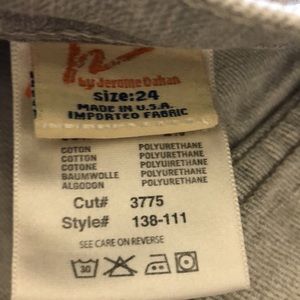 by Jerome Dahan
size:24
MADE IN U.S.A.
IMPORTED FABRIC
COTON POLYURETHANE
COTTON POLYURETHANE
COTONE POLYURETHANE
BAUMWOLLE POLYURETHANE
ALGODON POLYURETHANE
Cut# 3775
Style# 138-111
SEE CARE ON REVERSE
30